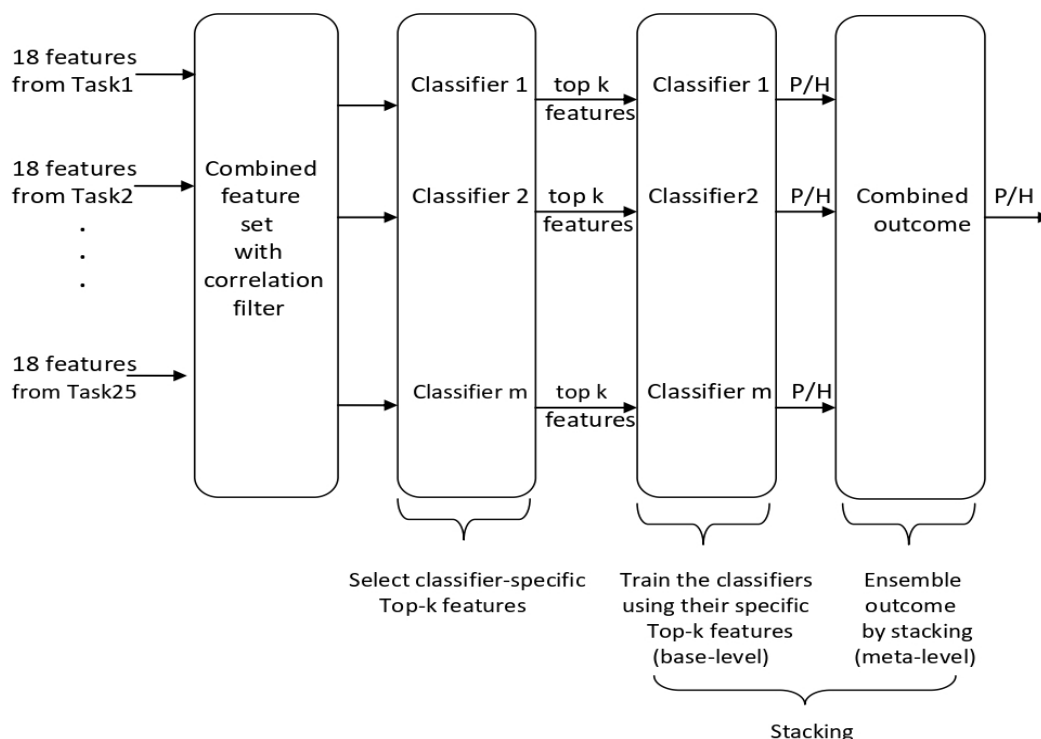 18 features
from Task1
18 features
from Task2
.
.
.
18 features
from Task25
Combined
feature
set
with
correlation
filter
Classifier 1
Classifier 2
Classifier m
top k
features
top k
features
top k
features
Classifier 1
Classifier2
Classifier m
P/H
P/H
P/H
Combined
outcome
P/H
Select classifier-specific
Top-k features
Train the classifiers
using their specific
Top-k features
(base-level)
Ensemble
outcome
by stacking
(meta-level)
Stacking